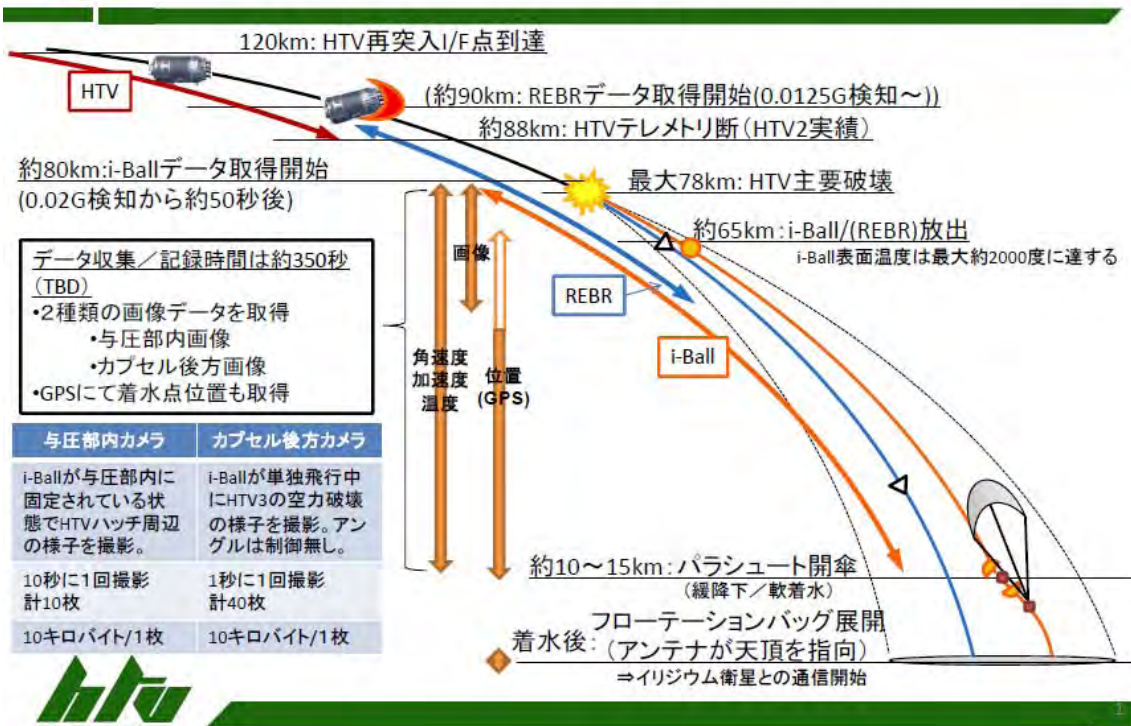 120km: HTV再突入I/F点到達
HTV
(約90km: REBRデータ取得開始(0.0125G検知～))
約88km: HTVテレメトリ断(HTV2実績)
約80km:i-Ballデータ取得開始
(0.02G検知から約50秒後)
最大78km: HTV主要破壊
約65km: i-Ball/(REBR)放出
i-Ball表面温度は最大約2000度に達する
データ収集／記録時間は約350秒
(TBD)
•2種類の画像データを取得
•与圧部内画像
•カプセル後方画像
•GPSにて着水点位置も取得
画像
REBR
i-Ball
角速度
加速度
温度
位置
(GPS)
与圧部内カメラ
カプセル後方カメラ
i-Ballが与圧部内に
固定されている状
態でHTVハッチ周辺
の様子を撮影。
i-Ballが単独飛行中
にHTV3の空力破壊
の様子を撮影。アン
グルは制御無し。
10秒に1回撮影
計10枚
1秒に1回撮影
計40枚
10キロバイト/1枚
10キロバイト/1枚
約10～15km: パラシュート開傘
(緩降下／軟着水)
着水後:
フローテーションバッグ展開
(アンテナが天頂を指向)
⇒イリジウム衛星との通信開始
htv
1